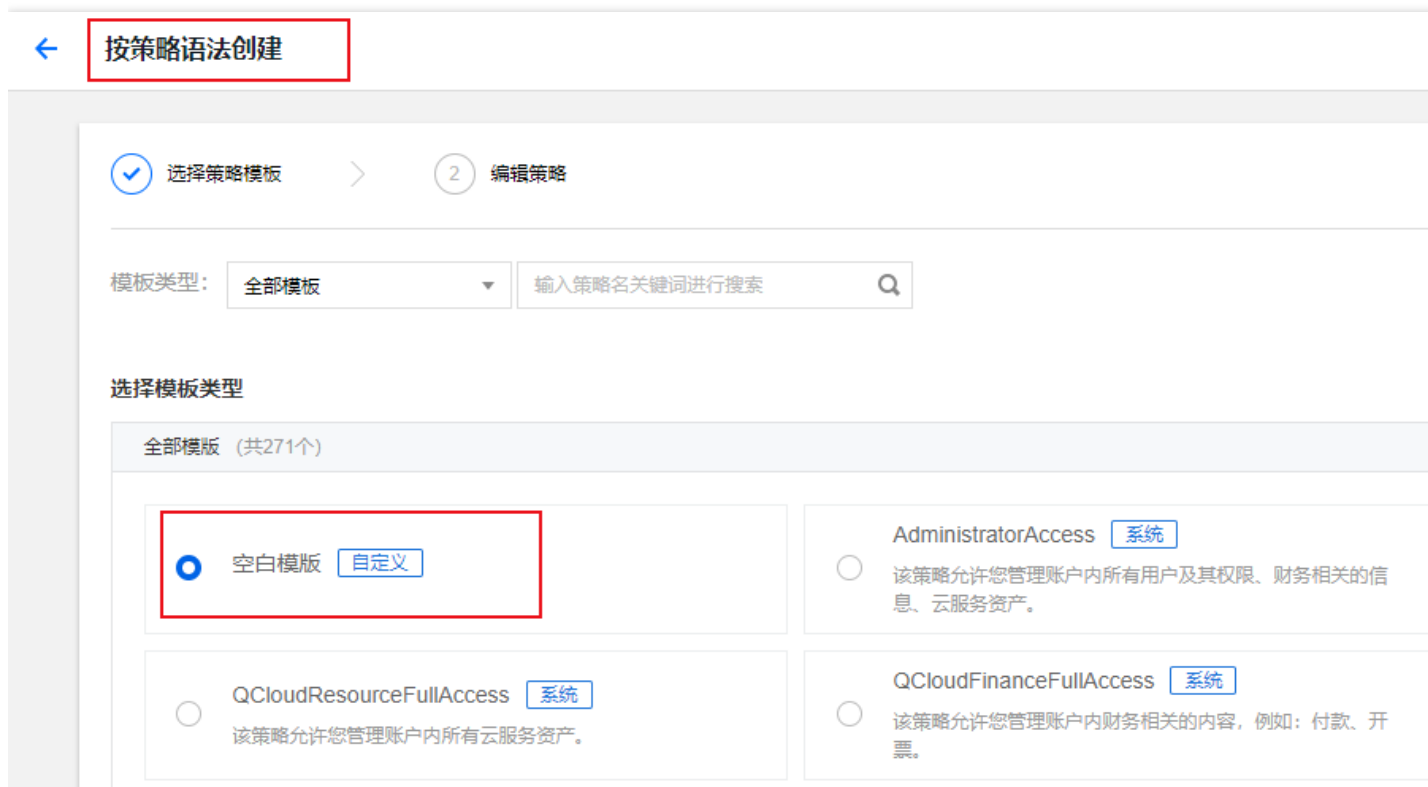 按策略语法创建
选择策略模板
2 编辑策略
模板类型：
全部模板
输入策略名关键词进行搜索
选择模板类型
全部模版 (共271个)
空白模版 自定义
AdministratorAccess 系统
该策略允许您管理账户内所有用户及其权限、财务相关的信
息、云服务资产。
QCloudResourceFullAccess 系统
该策略允许您管理账户内所有云服务资产。
QCloudFinanceFullAccess 系统
该策略允许您管理账户内财务相关的内容，例如：付款、开
票。